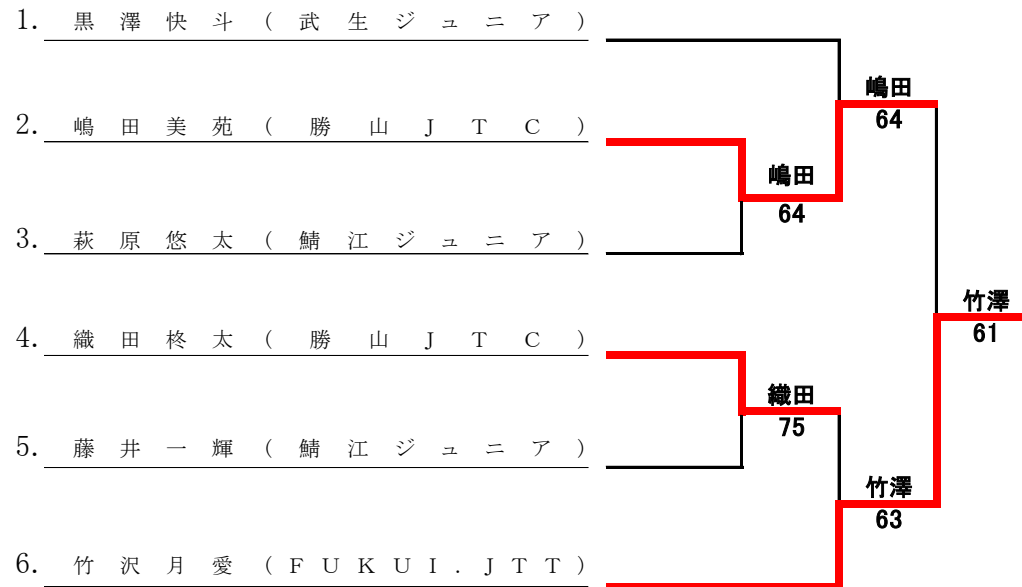 1. 黒澤快斗(武生ジュニア)
嶋田
64
2. 嶋田美苑(勝山JTC)
嶋田
64
3. 萩原悠太(鯖江ジュニア)
竹澤
61
4. 織田柊太(勝山JTC)
織田
75
5. 藤井一輝(鯖江ジュニア)
竹澤
63
6. 竹沢月愛(FUKUI.JTT)